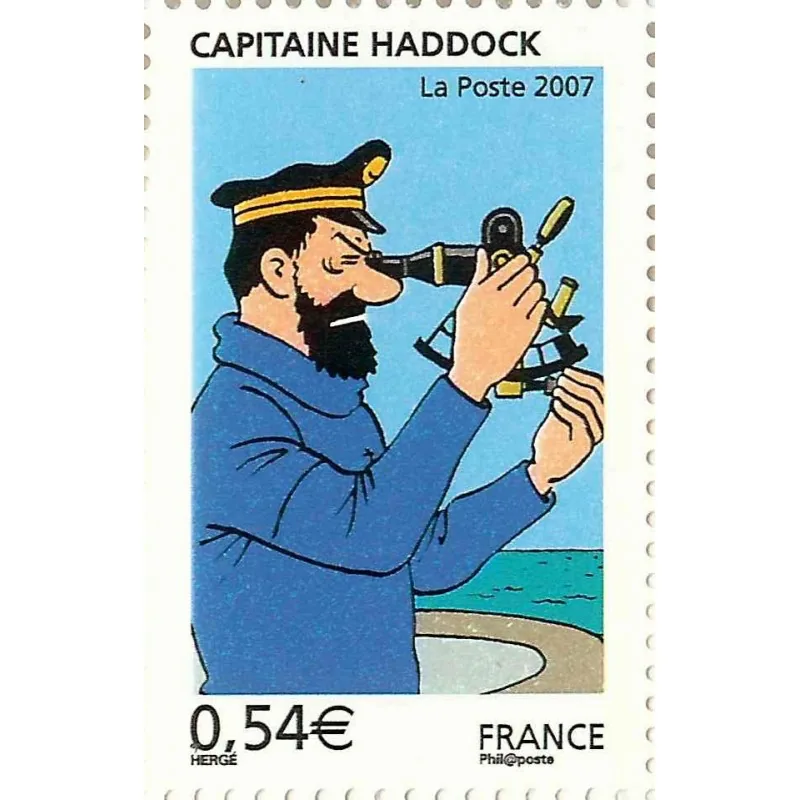 CAPITAINE HADDOCK
La Poste 2007
0,54€
HERGÉ
FRANCE
Phil@poste